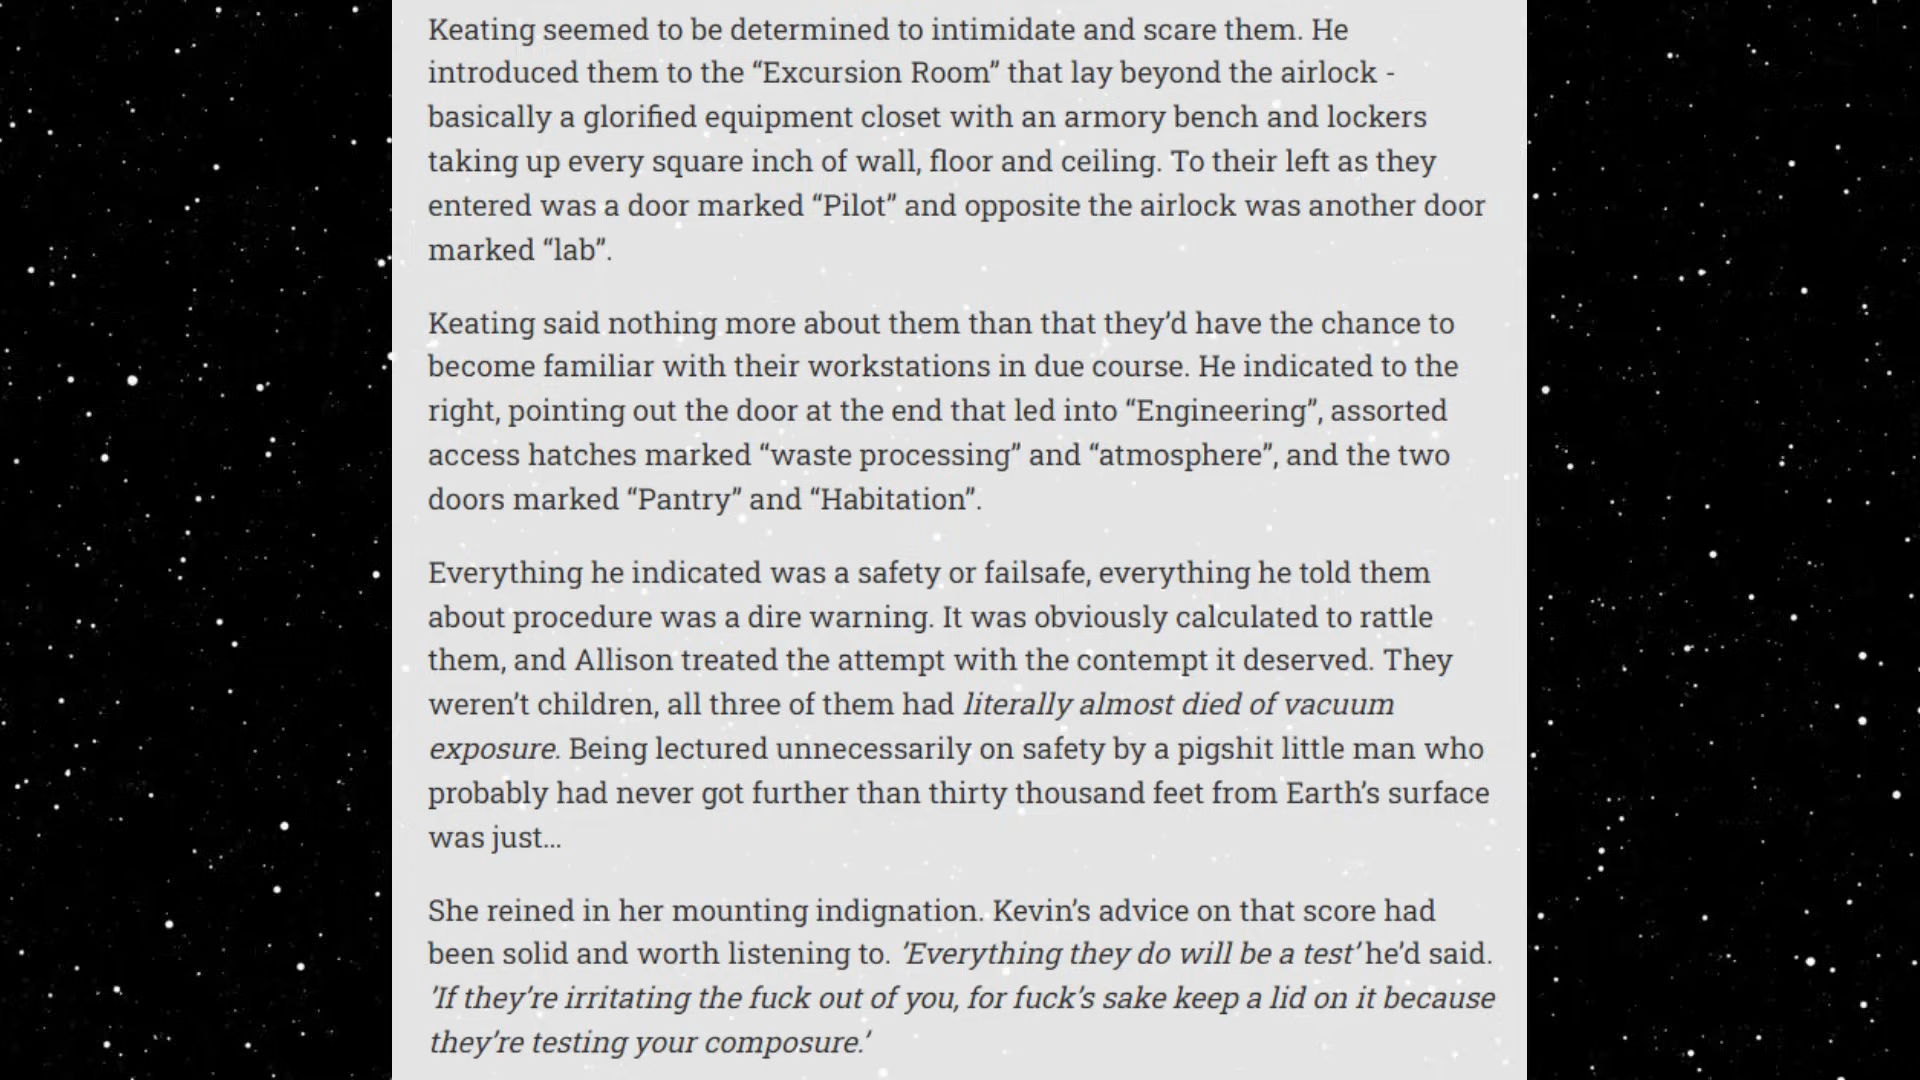 Keating seemed to be determined to intimidate and scare them. He
introduced them to the “Excursion Room” that lay beyond the airlock -
basically a glorified equipment closet with an armory bench and lockers
taking up every square inch of wall, floor and ceiling. To their left as they
entered was a door marked “Pilot” and opposite the airlock was another door
marked “lab”.
Keating said nothing more about them than that they’d have the chance to
become familiar with their workstations in due course. He indicated to the
right, pointing out the door at the end that led into “Engineering”, assorted
access hatches marked “waste processing” and “atmosphere”, and the two
doors marked “Pantry” and “Habitation”.
Everything he indicated was a safety or failsafe, everything he told them
about procedure was a dire warning. It was obviously calculated to rattle
them, and Allison treated the attempt with the contempt it deserved. They
weren’t children, all three of them had literally almost died of vacuum
exposure. Being lectured unnecessarily on safety by a pigshit little man who
probably had never got further than thirty thousand feet from Earth’s surface
was just…
She reined in her mounting indignation. Kevin’s advice on that score had
been solid and worth listening to. ’Everything they do will be a test’ he’d said.
’If they’re irritating the fuck out of you, for fuck’s sake keep a lid on it because
they’re testing your composure.’